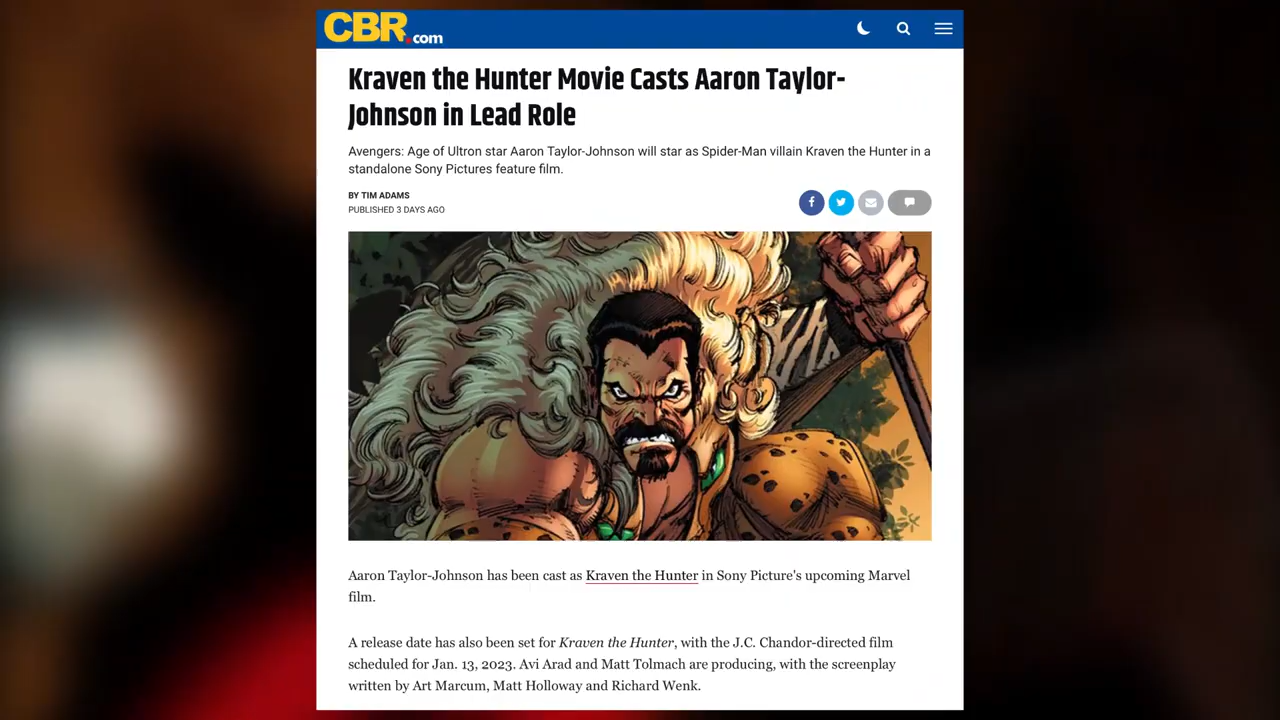 CBR.com
Kraven the Hunter Movie Casts Aaron Taylor-
Johnson in Lead Role
Avengers: Age of Ultron star Aaron Taylor-Johnson will star as Spider-Man villain Kraven the Hunter in a
standalone Sony Pictures feature film.
BY TIM ADAMS
PUBLISHED 3 DAYS AGO
Aaron Taylor-Johnson has been cast as Kraven the Hunter in Sony Picture's upcoming Marvel
film.
A release date has also been set for Kraven the Hunter, with the J.C. Chandor-directed film
scheduled for Jan. 13, 2023. Avi Arad and Matt Tolmach are producing, with the screenplay
written by Art Marcum, Matt Holloway and Richard Wenk.